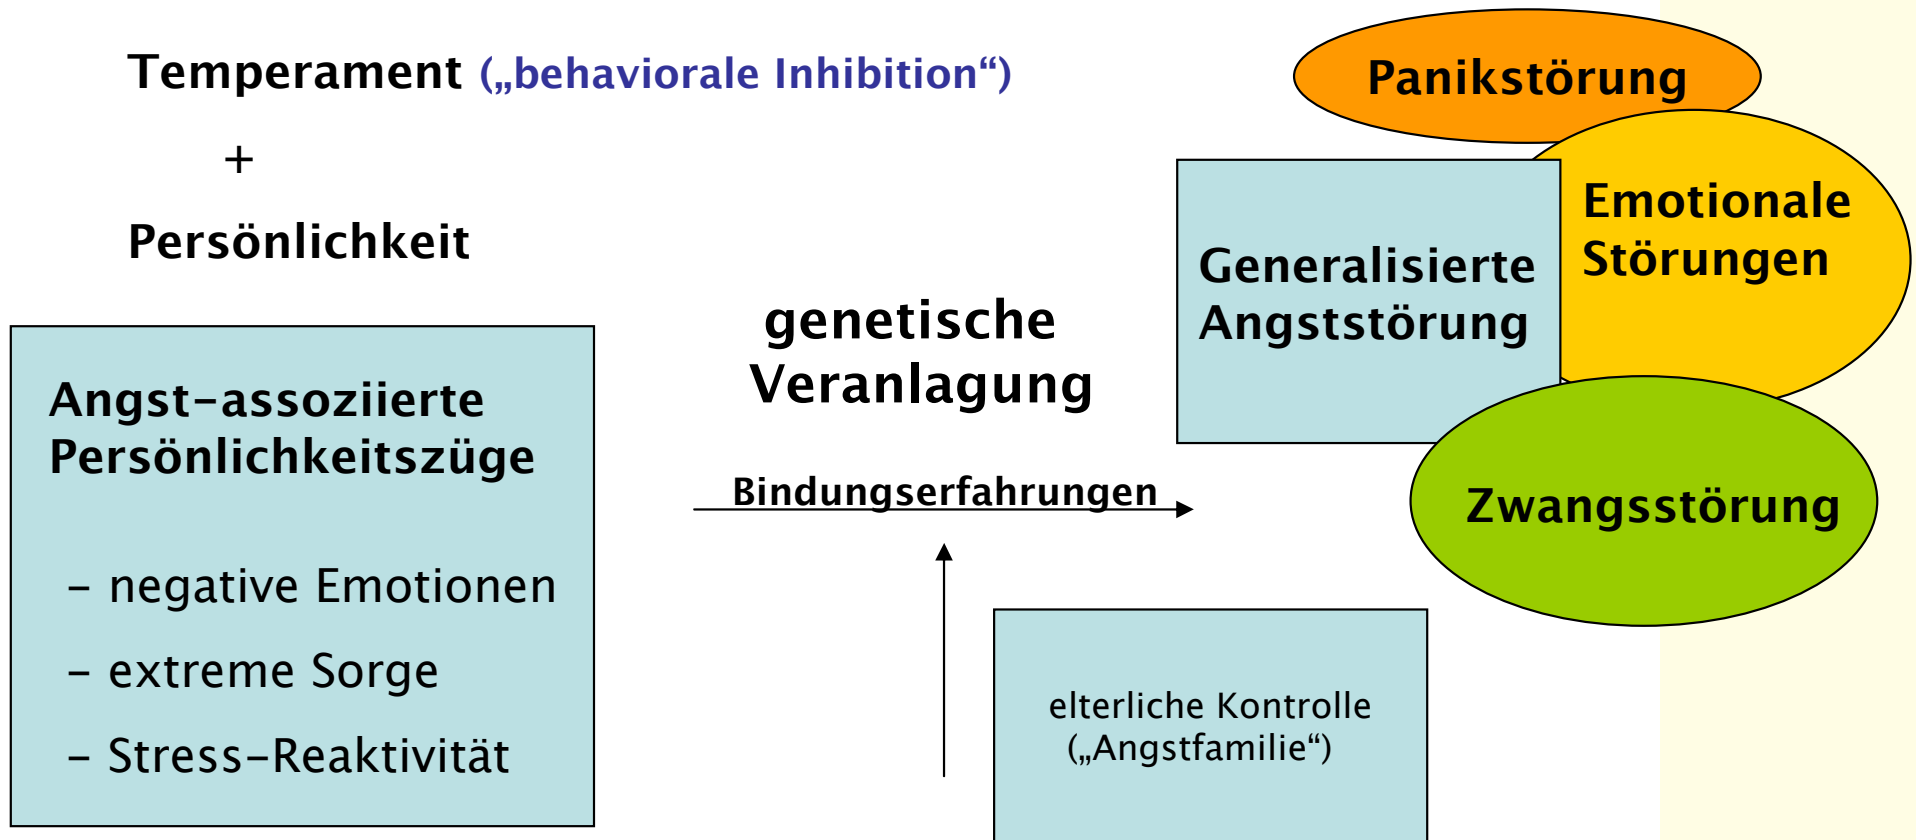 Temperament („behaviorale Inhibition“)
+
Persönlichkeit
Angst-assoziierte
Persönlichkeitszüge
- negative Emotionen
- extreme Sorge
- Stress-Reaktivität
genetische
Veranlagung
Bindungserfahrungen
elterliche Kontrolle
(„Angstfamilie“)
Panikstörung
Emotionale
Störungen
Generalisierte
Angststörung
Zwangsstörung